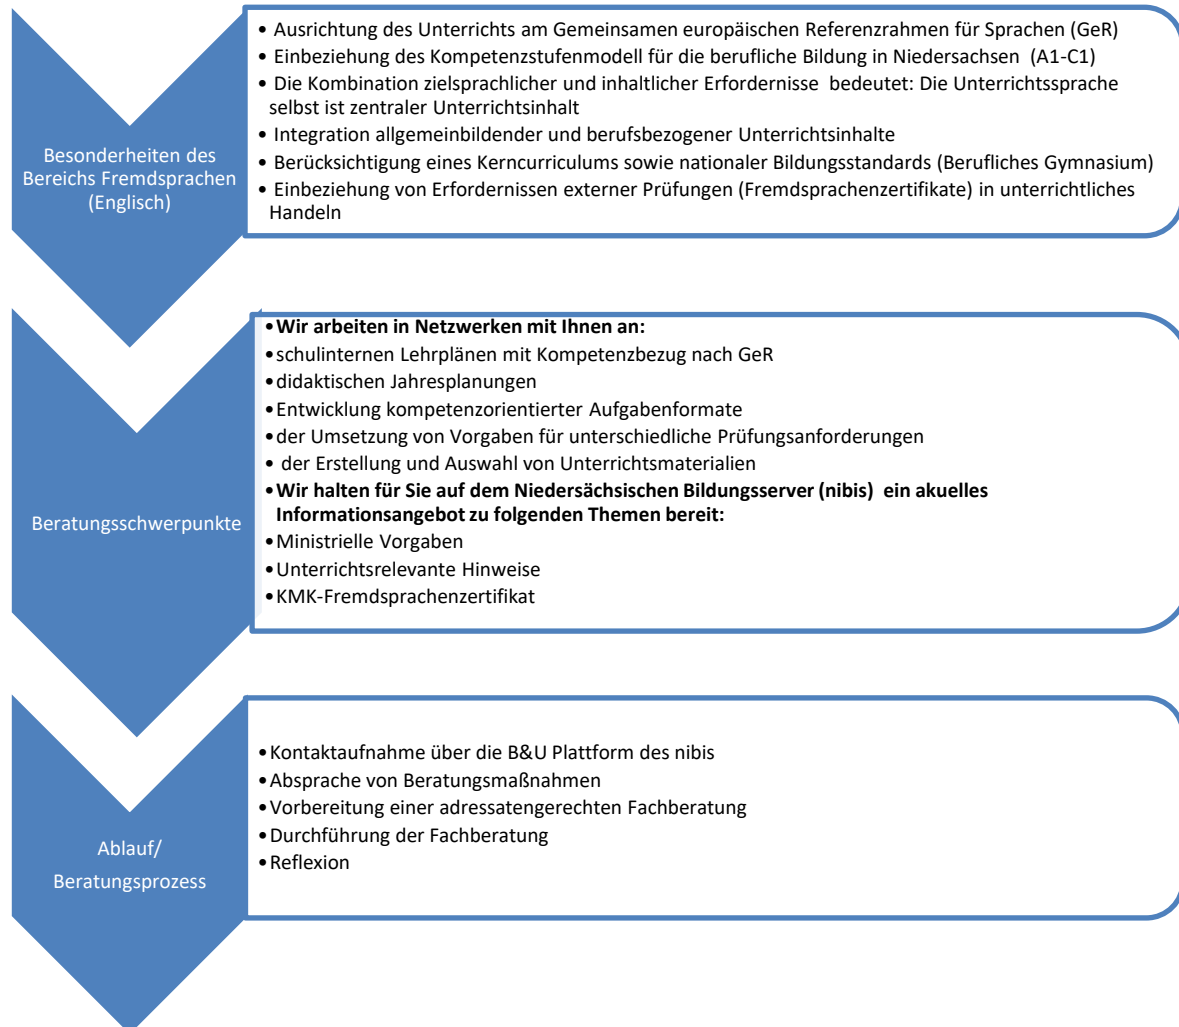 Besonderheiten des
Bereichs Fremdsprachen
(Englisch)
• Ausrichtung des Unterrichts am Gemeinsamen europäischen Referenzrahmen für Sprachen (GeR)
• Einbeziehung des Kompetenzstufenmodell für die berufliche Bildung in Niedersachsen (A1-C1)
• Die Kombination zielsprachlicher und inhaltlicher Erfordernisse bedeutet: Die Unterrichtssprache
selbst ist zentraler Unterrichtsinhalt
• Integration allgemeinbildender und berufsbezogener Unterrichtsinhalte
• Berücksichtigung eines Kerncurriculums sowie nationaler Bildungsstandards (Berufliches Gymnasium)
• Einbeziehung von Erfordernissen externer Prüfungen (Fremdsprachenzertifikate) in unterrichtliches
Handeln
Beratungsschwerpunkte
• Wir arbeiten in Netzwerken mit Ihnen an:
• schulinternen Lehrplänen mit Kompetenzbezug nach GeR
• didaktischen Jahresplanungen
• Entwicklung kompetenzorientierter Aufgabenformate
• der Umsetzung von Vorgaben für unterschiedliche Prüfungsanforderungen
• der Erstellung und Auswahl von Unterrichtsmaterialien
• Wir halten für Sie auf dem Niedersächsischen Bildungsserver (nibis) ein akuelles
Informationsangebot zu folgenden Themen bereit:
• Ministrielle Vorgaben
• Unterrichtsrelevante Hinweise
• KMK-Fremdsprachenzertifikat
Ablauf/
Beratungsprozess
• Kontaktaufnahme über die B&U Plattform des nibis
• Absprache von Beratungsmaßnahmen
• Vorbereitung einer adressatengerechten Fachberatung
• Durchführung der Fachberatung
• Reflexion